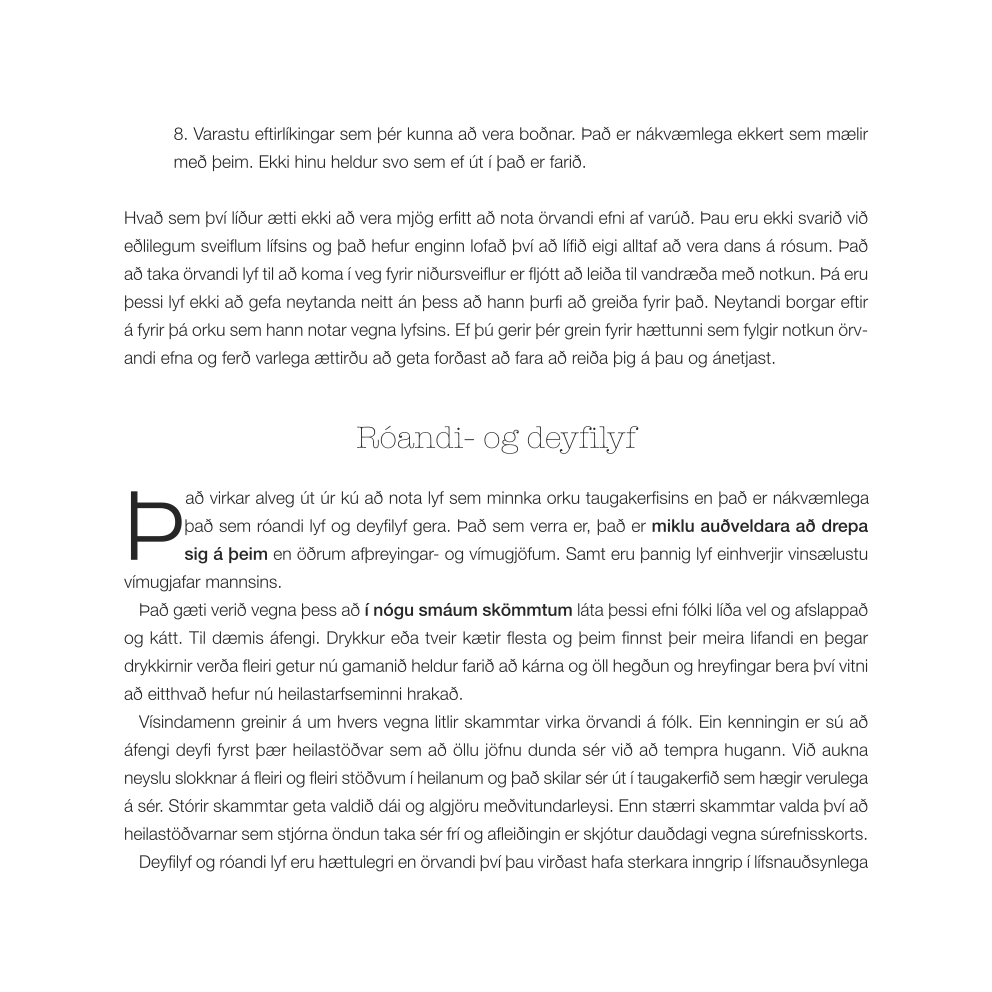 8. Varastu eftirlíkingar sem þér kunna að vera boðnar. Það er nákvæmlega ekkert sem mælir
með þeim. Ekki hinu heldur svo sem ef út í það er farið.
Hvað sem því líður ætti ekki að vera mjög erfitt að nota örvandi efni af varúð. Þau eru ekki svarið við
eðlilegum sveiflum lífsins og það hefur enginn lofað því að lífið eigi alltaf að vera dans á rósum. Það
að taka örvandi lyf til að koma í veg fyrir niðursveiflur er fljótt að leiða til vandræða með notkun. Þá eru
þessi lyf ekki að gefa neytanda neitt án þess að hann þurfi að greiða fyrir það. Neytandi borgar eftir
á fyrir þá orku sem hann notar vegna lyfsins. Ef þú gerir þér grein fyrir hættunni sem fylgir notkun örv-
andi efna og ferð varlega ættirðu að geta forðast að fara að reiða þig á þau og ánetjast.
Róandi- og deyfilyf
Það virkar alveg út úr kú að nota lyf sem minnka orku taugakerfisins en það er nákvæmlega
það sem róandi lyf og deyfilyf gera. Það sem verra er, það er miklu auðveldara að drepa
sig á þeim en öðrum afþreyingar- og vímugjöfum. Samt eru þannig lyf einhverjir vinsælustu
vímugjafar mannsins.
Það gæti verið vegna þess að í nógu smáum skömmtum láta þessi efni fólki líða vel og afslappað
og kátt. Til dæmis áfengi. Drykkur eða tveir kætir flesta og þeim finnst þeir meira lifandi en þegar
drykkirnir verða fleiri getur nú gamanið heldur farið að kárna og öll hegðun og hreyfingar bera því vitni
að eitthvað hefur nú heilastarfseminni hrakað.
Vísindamenn greinir á um hvers vegna litlir skammtar virka örvandi á fólk. Ein kenningin er sú að
áfengi deyfi fyrst þær heilastöðvar sem að öllu jöfnu dunda sér við að tempra hugann. Við aukna
neyslu slokknar á fleiri og fleiri stöðvum í heilanum og það skilar sér út í taugakerfið sem hægir verulega
á sér. Stórir skammtar geta valdið dái og algjöru meðvitundarleysi. Enn stærri skammtar valda því að
heilastöðvarnar sem stjórna öndun taka sér frí og afleiðingin er skjótur dauðdagi vegna súrefnisskorts.
Deyfilyf og róandi lyf eru hættulegri en örvandi því þau virðast hafa sterkara inngrip í lífsnauðsynlega